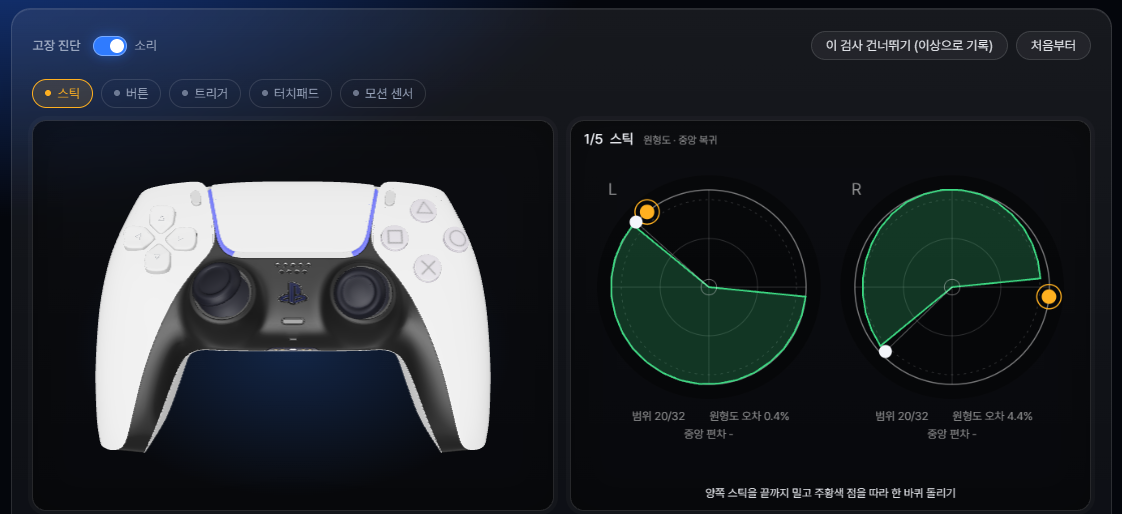 고장 진단 소리 이 검사 건너뛰기 (이상으로 기록) 처음부터
스틱 버튼 트리거 터치패드 모션 센서
1/5 스틱 원형도 · 중앙 복귀
L R
범위 20/32 원형도 오차 0.4% 범위 20/32 원형도 오차 4.4%
중앙 편차 - 중앙 편차 -
양쪽 스틱을 끝까지 밀고 주황색 점을 따라 한 바퀴 돌리기